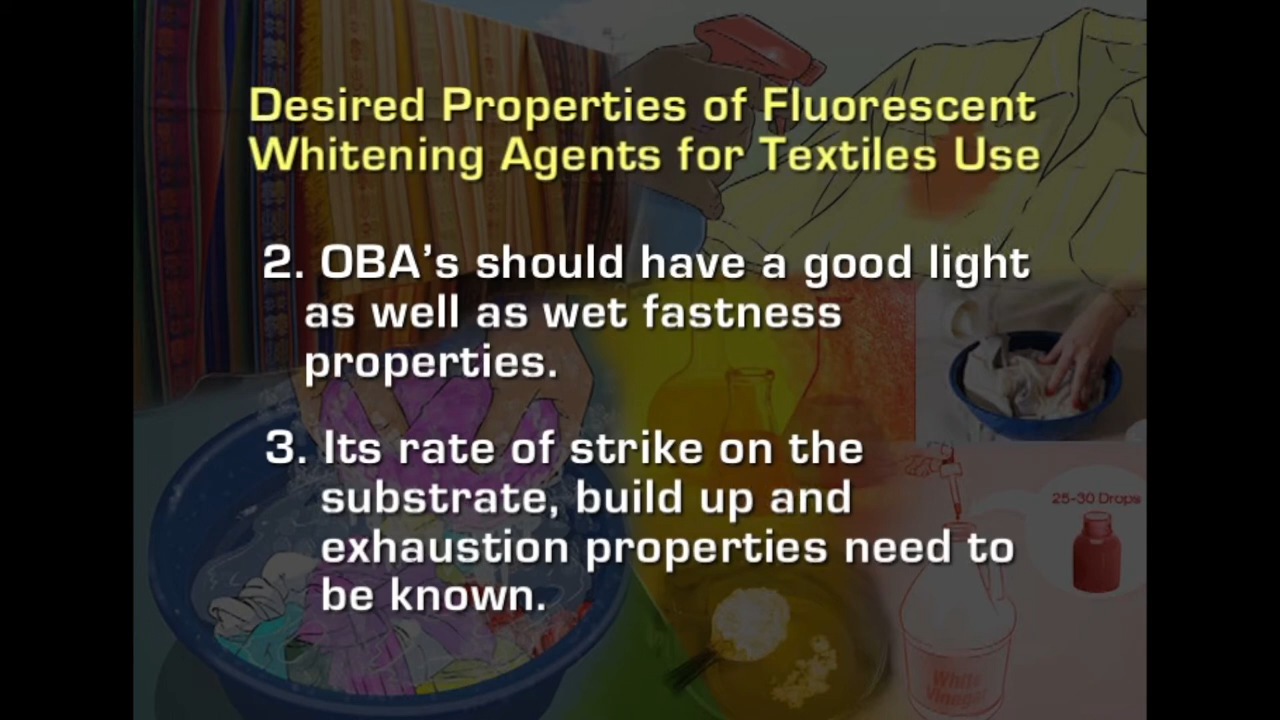 Desired Properties of Fluorescent
Whitening Agents for Textiles Use
2. OBA's should have a good light
as well as wet fastness
properties.
3. Its rate of strike on the
substrate, build up and
exhaustion properties need to
be known.
25-30 Drops
White
Vinegar